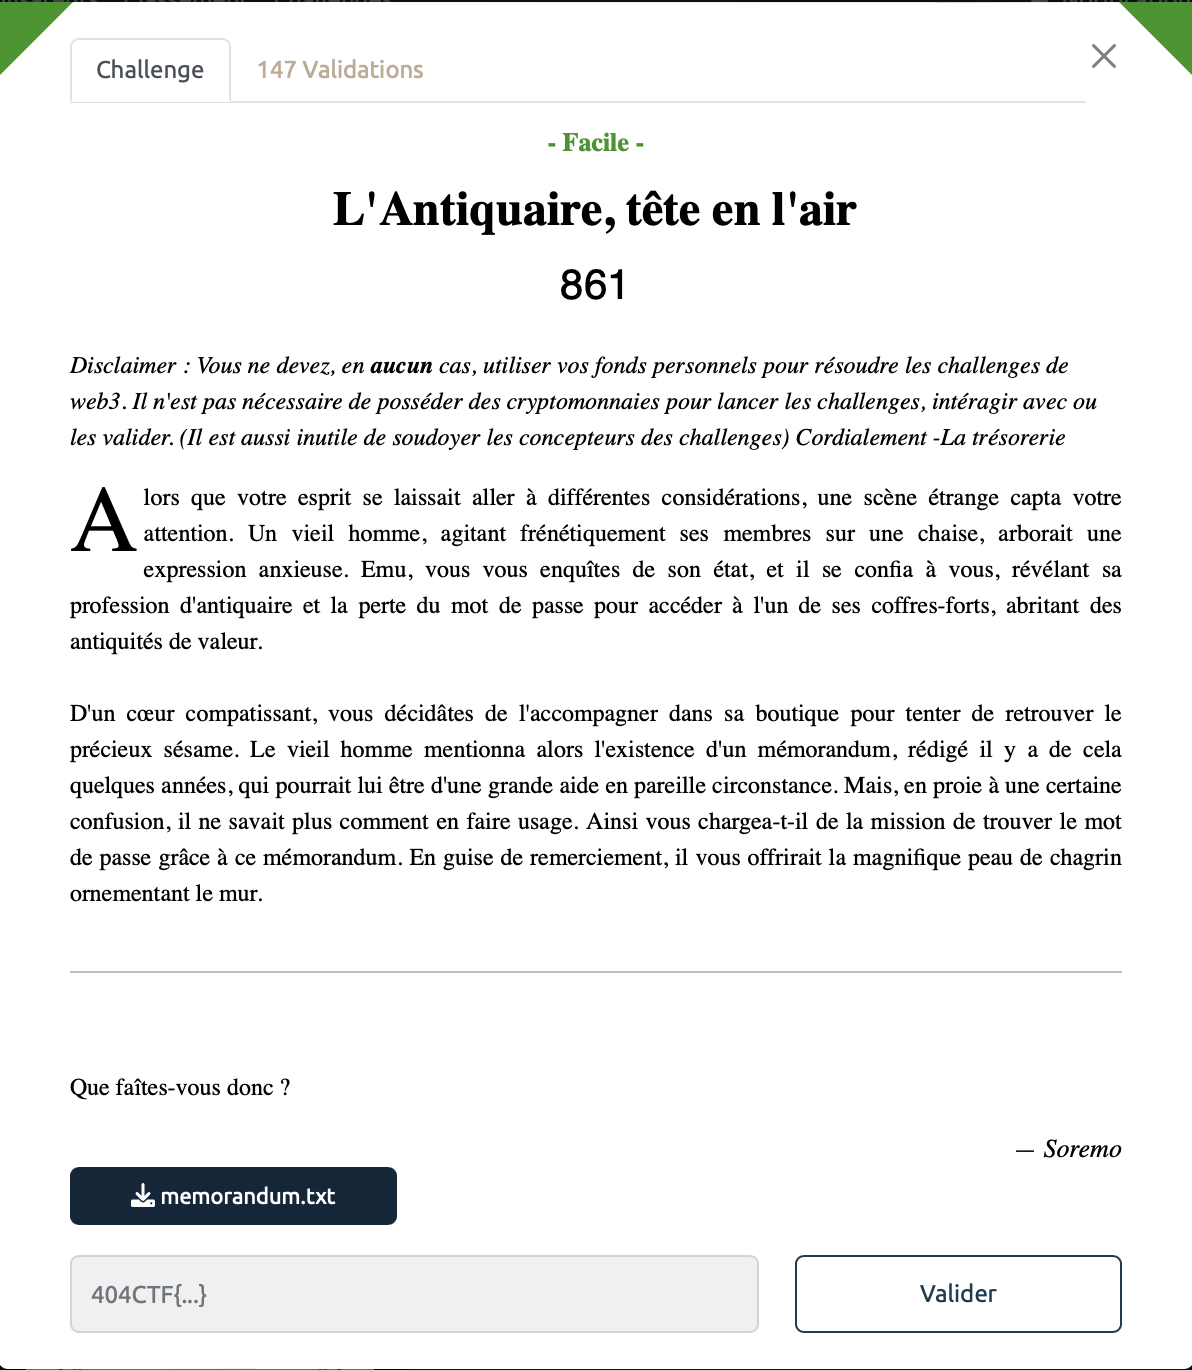 Challenge
147 Validations
- Facile -
L'Antiquaire, tête en l'air
861
Disclaimer : Vous ne devez, en aucun cas, utiliser vos fonds personnels pour résoudre les challenges de
web3. Il n'est pas nécessaire de posséder des cryptomonnaies pour lancer les challenges, intéragir avec ou
les valider. (Il est aussi inutile de soudoyer les concepteurs des challenges) Cordialement -La trésorerie
Alors que votre esprit se laissait aller à différentes considérations, une scène étrange capta votre
attention. Un vieil homme, agitant frénétiquement ses membres sur une chaise, arborait une
expression anxieuse. Emu, vous vous enquîtes de son état, et il se confia à vous, révélant sa
profession d'antiquaire et la perte du mot de passe pour accéder à l'un de ses coffres-forts, abritant des
antiquités de valeur.
D'un cœur compatissant, vous décidâtes de l'accompagner dans sa boutique pour tenter de retrouver le
précieux sésame. Le vieil homme mentionna alors l'existence d'un mémorandum, rédigé il y a de cela
quelques années, qui pourrait lui être d'une grande aide en pareille circonstance. Mais, en proie à une certaine
confusion, il ne savait plus comment en faire usage. Ainsi vous chargea-t-il de la mission de trouver le mot
de passe grâce à ce mémorandum. En guise de remerciement, il vous offrirait la magnifique peau de chagrin
ornementant le mur.
Que faîtes-vous donc ?
— Soremo
memorandum.txt
404CTF{...}
Valider